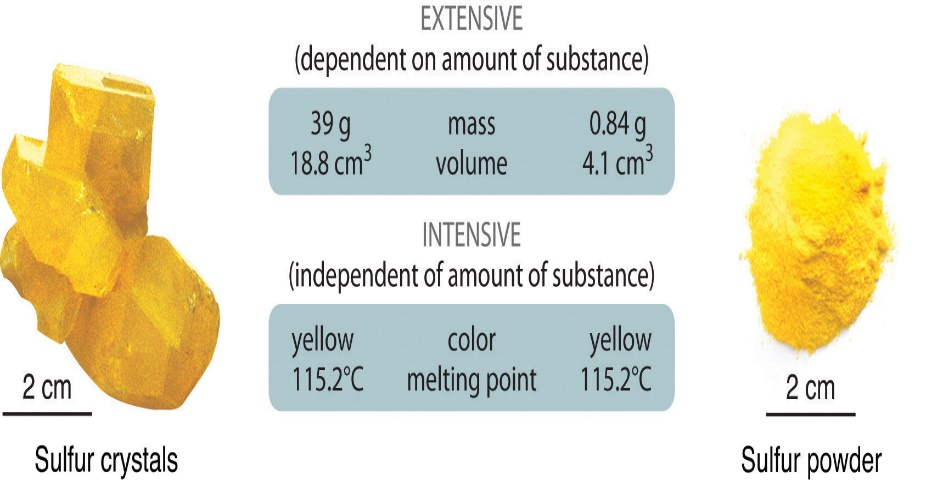 EXTENSIVE
(dependent on amount of substance)
39 g mass 0.84 g
18.8 cm³ volume 4.1 cm³
INTENSIVE
(independent of amount of substance)
yellow color yellow
115.2°C melting point 115.2°C
2 cm 2 cm
Sulfur crystals Sulfur powder